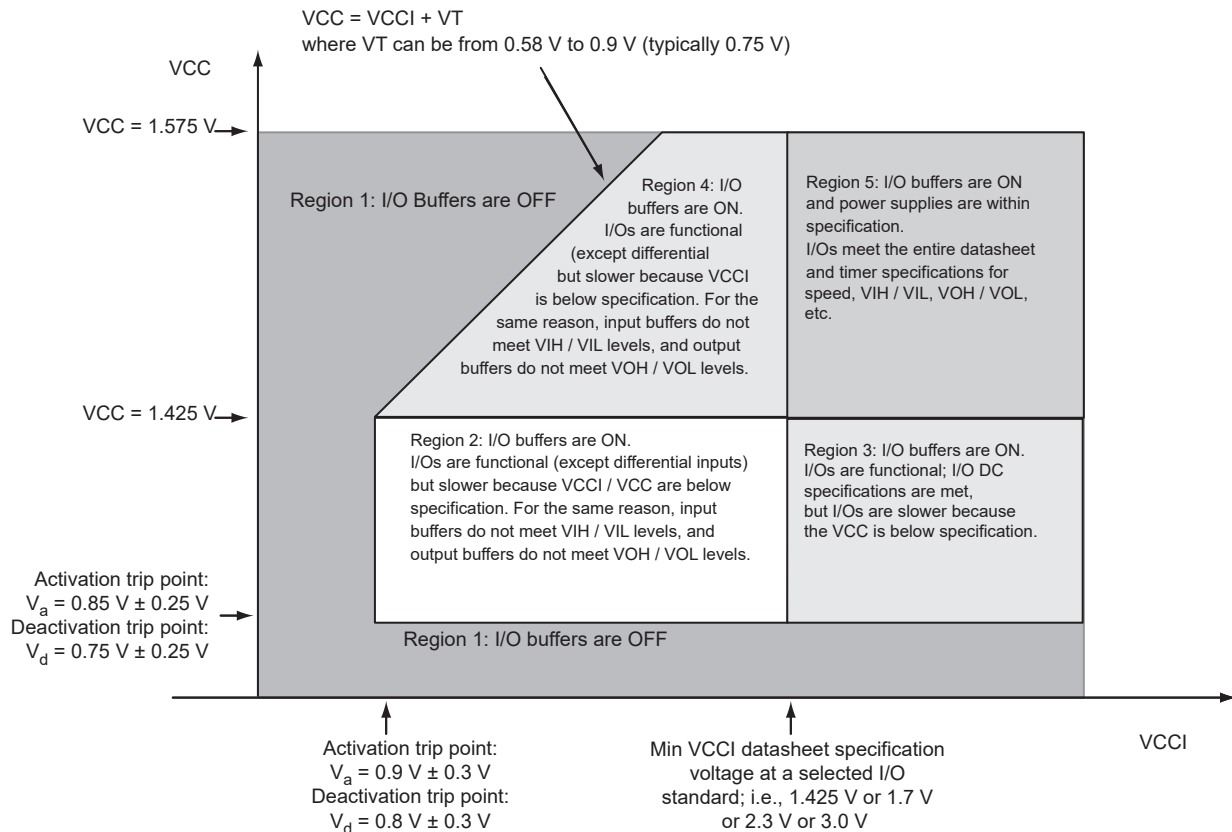 VCC = VCCI + VT
where VT can be from 0.58 V to 0.9 V (typically 0.75 V)
VCC
VCC = 1.575 V
Region 1: I/O Buffers are OFF
Region 4: I/O
buffers are ON.
I/Os are functional
(except differential
but slower because VCCI
is below specification. For the
same reason, input buffers do not
meet VIH / VIL levels, and output
buffers do not meet VOH / VOL levels.
Region 5: I/O buffers are ON
and power supplies are within
specification.
I/Os meet the entire datasheet
and timer specifications for
speed, VIH / VIL, VOH / VOL,
etc.
VCC = 1.425 V
Region 2: I/O buffers are ON.
I/Os are functional (except differential inputs)
but slower because VCCI / VCC are below
specification. For the same reason, input
buffers do not meet VIH / VIL levels, and
output buffers do not meet VOH / VOL levels.
Region 3: I/O buffers are ON.
I/Os are functional; I/O DC
specifications are met,
but I/Os are slower because
the VCC is below specification.
Activation trip point:
Va = 0.85 V ± 0.25 V
Deactivation trip point:
Vd = 0.75 V ± 0.25 V
Region 1: I/O buffers are OFF
VCCI
Activation trip point:
Va = 0.9 V ± 0.3 V
Deactivation trip point:
Vd = 0.8 V ± 0.3 V
Min VCCI datasheet specification
voltage at a selected I/O
standard; i.e., 1.425 V or 1.7 V
or 2.3 V or 3.0 V